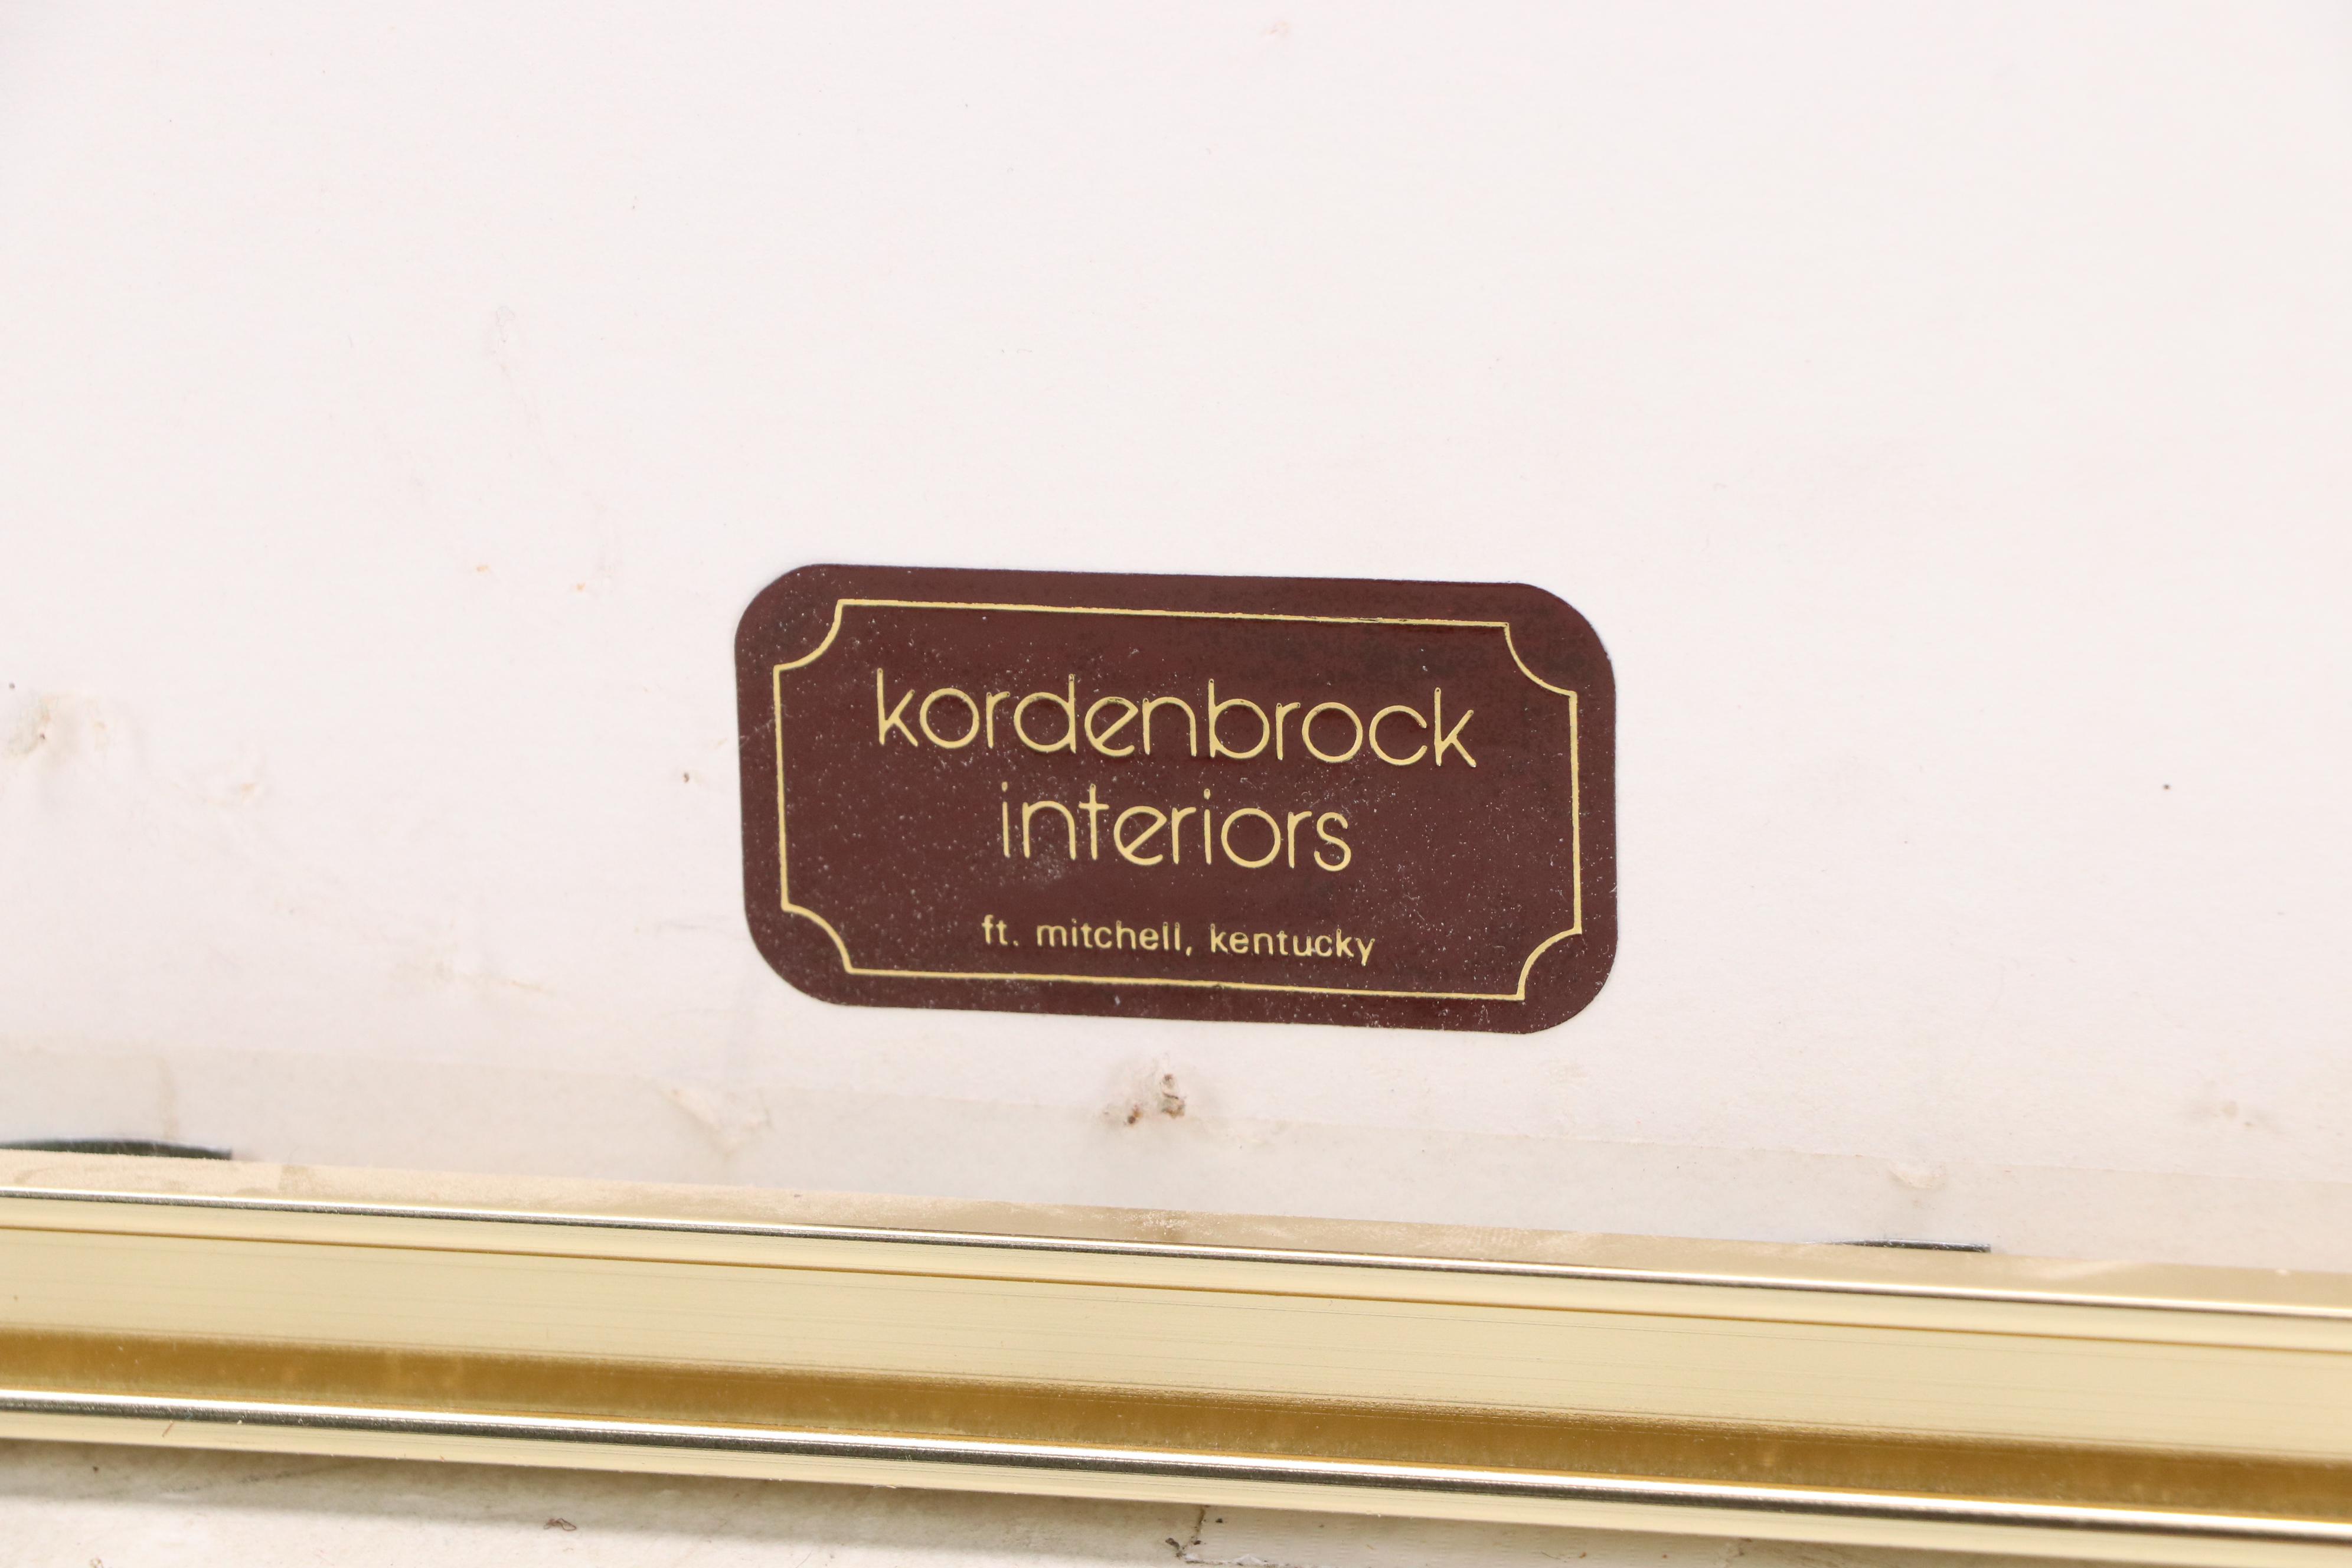 kordenbrock
interiors
ft. mitchell, kentucky